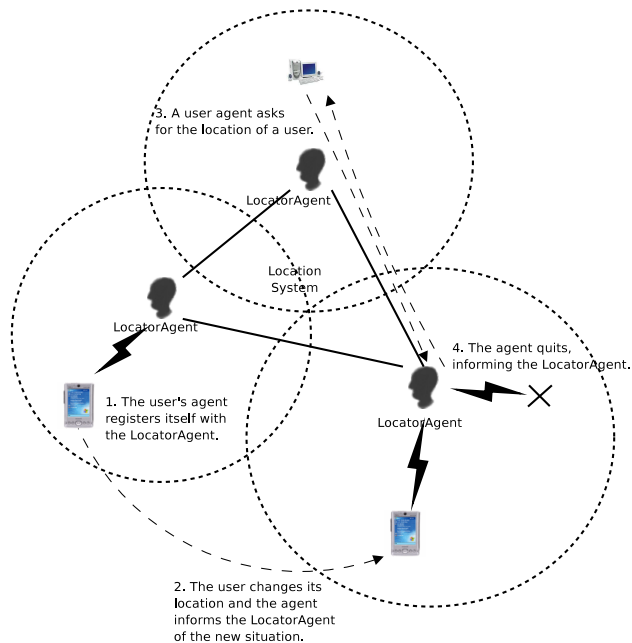 3. A user agent asks
for the location of a user.
LocatorAgent
Location
System
LocatorAgent
4. The agent quits,
informing the LocatorAgent.
1. The user's agent
registers itself with
the LocatorAgent.
LocatorAgent
2. The user changes its
location and the agent
informs the LocatorAgent
of the new situation.